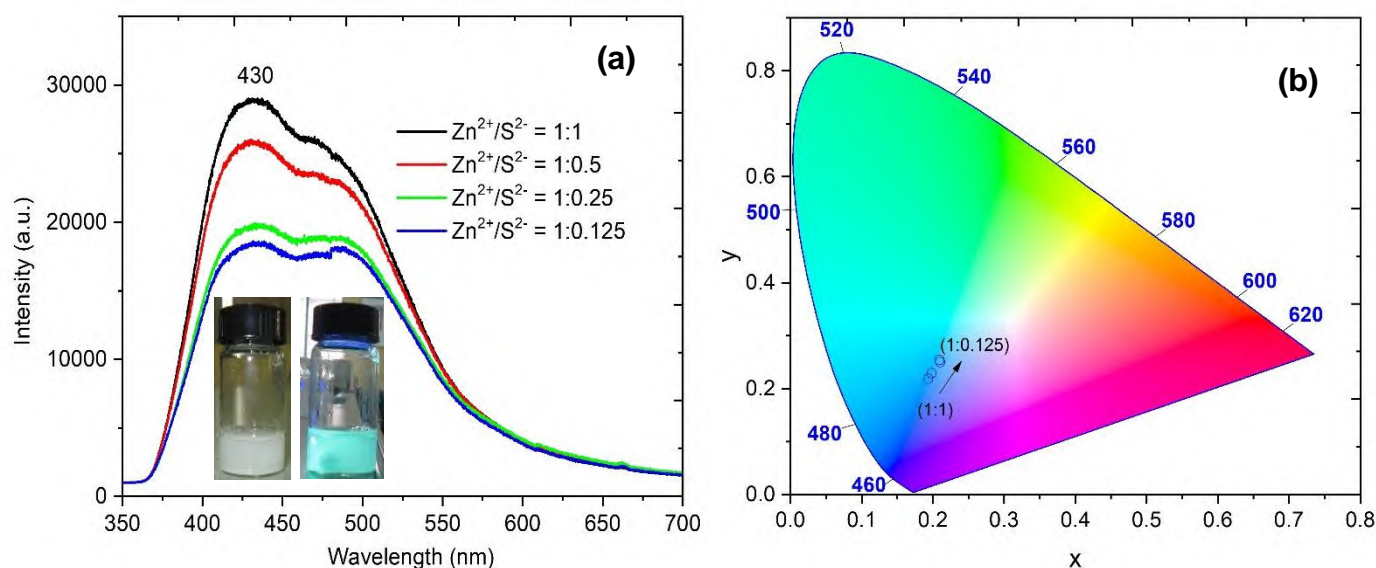 (a)
430
Zn²⁺/S²⁻ = 1:1
Zn²⁺/S²⁻ = 1:0.5
Zn²⁺/S²⁻ = 1:0.25
Zn²⁺/S²⁻ = 1:0.125
30000
20000
10000
0
Intensity (a.u.)
350 400 450 500 550 600 650 700
Wavelength (nm)
(b)
520
540
560
580
600
620
500
480
460
(1:0.125)
(1:1)
0.8
0.6
0.4
0.2
0.0
y
0.0 0.1 0.2 0.3 0.4 0.5 0.6 0.7 0.8
x